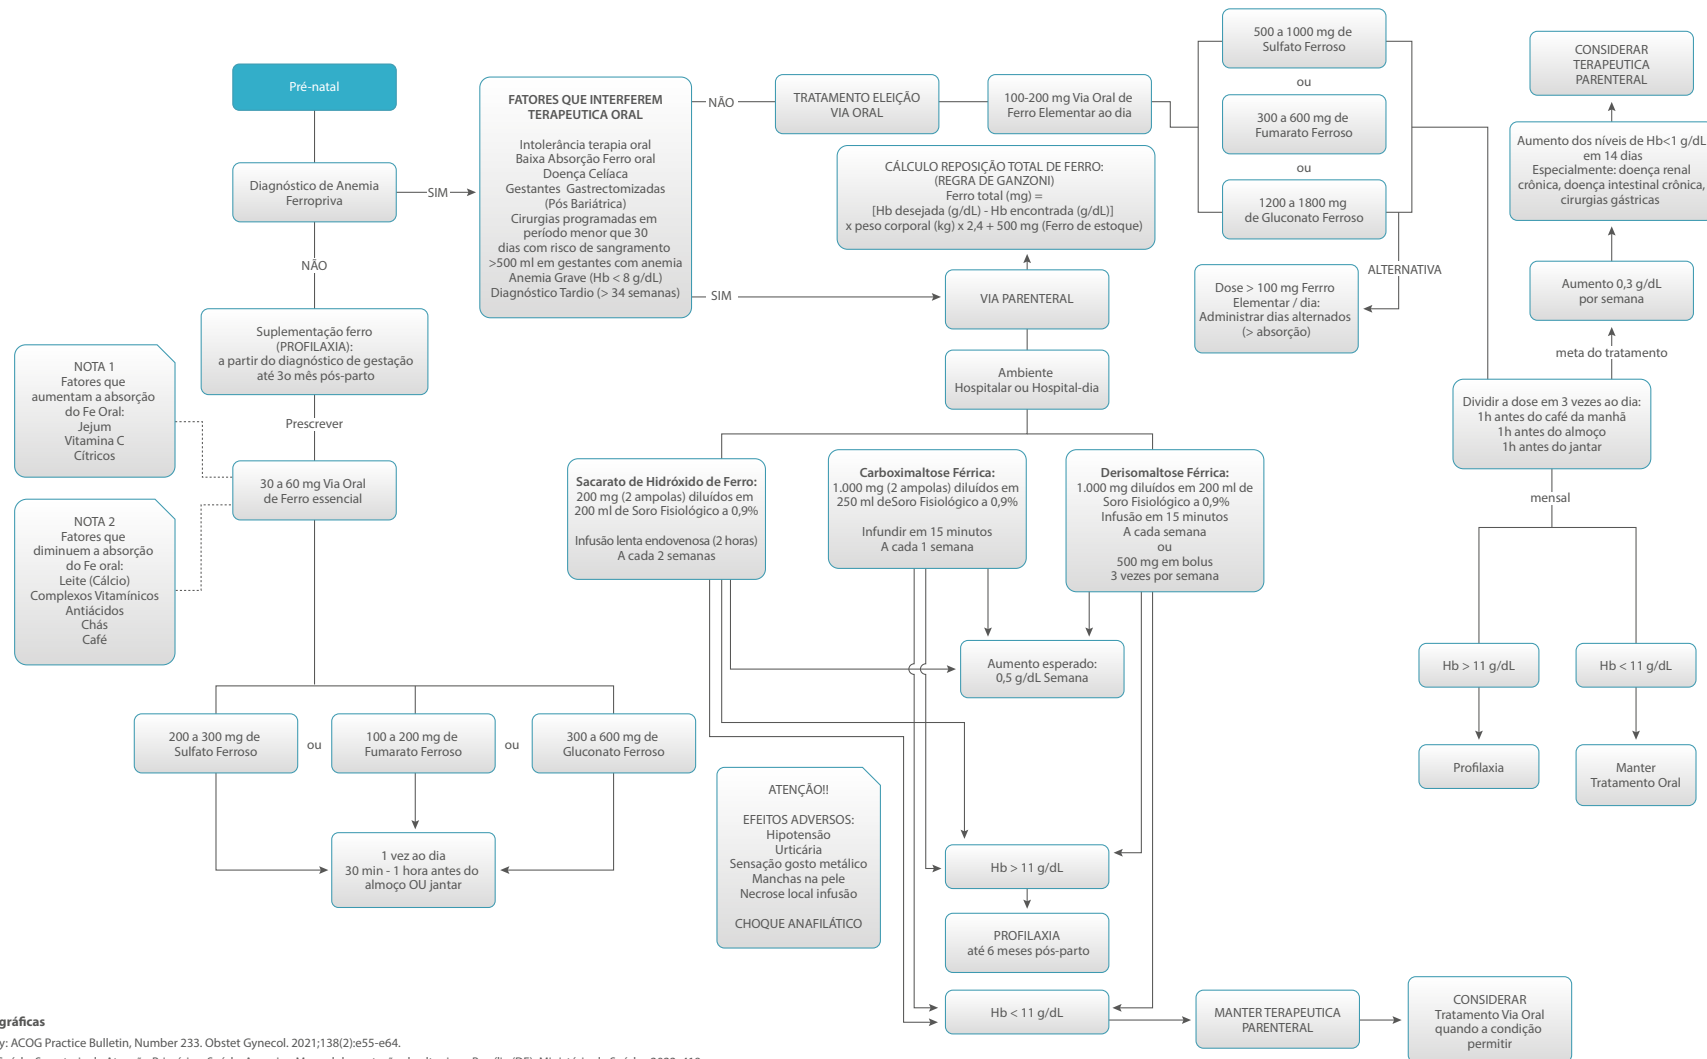 Pré-natal
Diagnóstico de Anemia
Ferropriva
SIM
NÃO
Suplementação ferro
(PROFILAXIA):
a partir do diagnóstico de gestação
até 3o mês pós-parto
Prescrever
30 a 60 mg Via Oral
de Ferro essencial
NOTA 1
Fatores que
aumentam a absorção
do Fe Oral:
Jejum
Vitamina C
Cítricos
NOTA 2
Fatores que
diminuem a absorção
do Fe oral:
Leite (Cálcio)
Complexos Vitamínicos
Antiácidos
Chás
Café
200 a 300 mg de
Sulfato Ferroso
ou
100 a 200 mg de
Fumarato Ferroso
ou
300 a 600 mg de
Gluconato Ferroso
1 vez ao dia
30 min - 1 hora antes do
almoço OU jantar
FATORES QUE INTERFEREM
TERAPEUTICA ORAL
Intolerância terapia oral
Baixa Absorção Ferro oral
Doença Celíaca
Gestantes Gastrectomizadas
(Pós Bariátrica)
Cirurgias programadas em
período menor que 30
dias com risco de sangramento
>500 ml em gestantes com anemia
Anemia Grave (Hb < 8 g/dL)
Diagnóstico Tardio (> 34 semanas)
NÃO
TRATAMENTO ELEIÇÃO
VIA ORAL
100-200 mg Via Oral de
Ferro Elementar ao dia
500 a 1000 mg de
Sulfato Ferroso
ou
300 a 600 mg de
Fumarato Ferroso
ou
1200 a 1800 mg
de Gluconato Ferroso
ALTERNATIVA
Dose > 100 mg Ferrro
Elementar / dia:
Administrar dias alternados
(> absorção)
Dividir a dose em 3 vezes ao dia:
1h antes do café da manhã
1h antes do almoço
1h antes do jantar
meta do tratamento
Aumento 0,3 g/dL
por semana
Aumento dos níveis de Hb<1 g/dL
em 14 dias
Especialmente: doença renal
crônica, doença intestinal crônica,
cirurgias gástricas
CONSIDERAR
TERAPEUTICA
PARENTERAL
mensal
Hb > 11 g/dL
Profilaxia
Hb < 11 g/dL
Manter
Tratamento Oral
SIM
VIA PARENTERAL
CÁLCULO REPOSIÇÃO TOTAL DE FERRO:
(REGRA DE GANZONI)
Ferro total (mg) =
[Hb desejada (g/dL) - Hb encontrada (g/dL)]
x peso corporal (kg) x 2,4 + 500 mg (Ferro de estoque)
Ambiente
Hospitalar ou Hospital-dia
Sacarato de Hidróxido de Ferro:
200 mg (2 ampolas) diluídos em
200 ml de Soro Fisiológico a 0,9%
Infusão lenta endovenosa (2 horas)
A cada 2 semanas
Carboximaltose Férrica:
1.000 mg (2 ampolas) diluídos em
250 ml deSoro Fisiológico a 0,9%
Infundir em 15 minutos
A cada 1 semana
Derisomaltose Férrica:
1.000 mg diluídos em 200 ml de
Soro Fisiológico a 0,9%
Infusão em 15 minutos
A cada semana
ou
500 mg em bolus
3 vezes por semana
Aumento esperado:
0,5 g/dL Semana
ATENÇÃO!!
EFEITOS ADVERSOS:
Hipotensão
Urticária
Sensação gosto metálico
Manchas na pele
Necrose local infusão
CHOQUE ANAFILÁTICO
Hb > 11 g/dL
PROFILAXIA
até 6 meses pós-parto
Hb < 11 g/dL
MANTER TERAPEUTICA
PARENTERAL
CONSIDERAR
Tratamento Via Oral
quando a condição
permitir
gráficas
y: ACOG Practice Bulletin, Number 233. Obstet Gynecol. 2021;138(2):e55-e64.